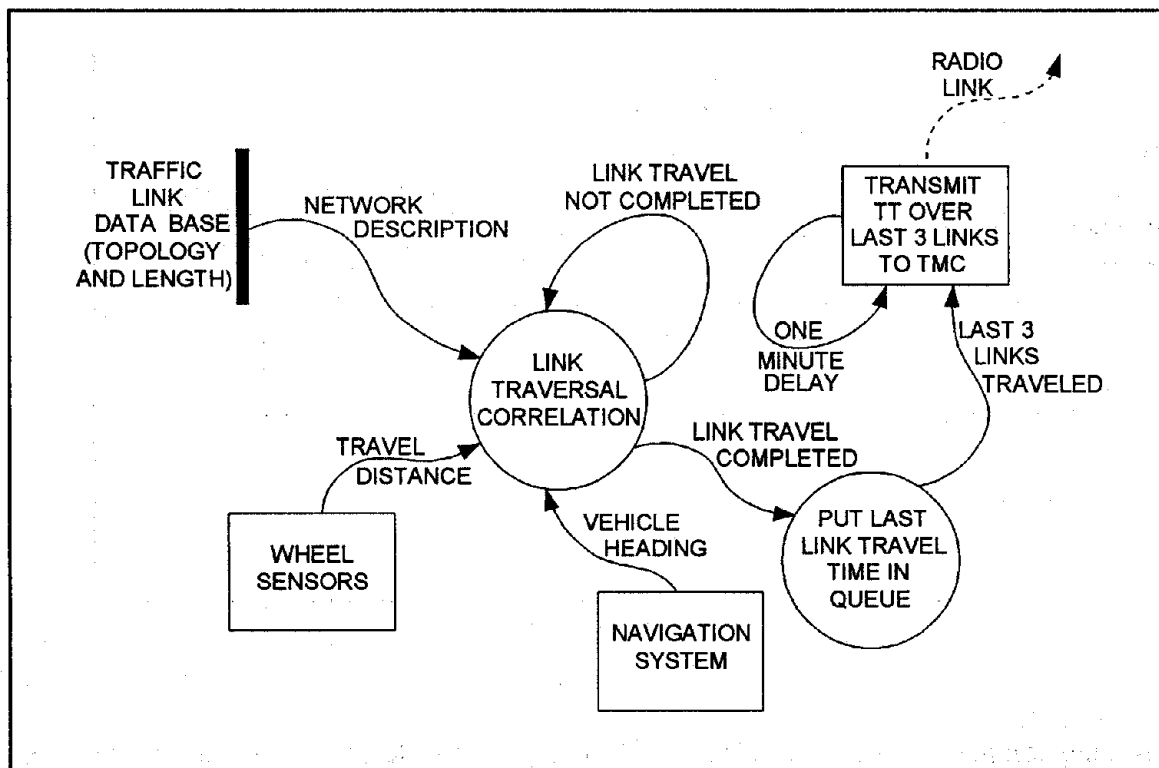 RADIO
LINK
TRAFFIC
LINK
DATA BASE
(TOPOLOGY
AND LENGTH)
NETWORK
DESCRIPTION
LINK TRAVEL
NOT COMPLETED
TRANSMIT
TT OVER
LAST 3 LINKS
TO TMC
ONE
MINUTE
DELAY
LAST 3
LINKS
TRAVELED
LINK
TRAVERSAL
CORRELATION
TRAVEL
DISTANCE
LINK TRAVEL
COMPLETED
WHEEL
SENSORS
VEHICLE
HEADING
PUT LAST
LINK TRAVEL
TIME IN
QUEUE
NAVIGATION
SYSTEM